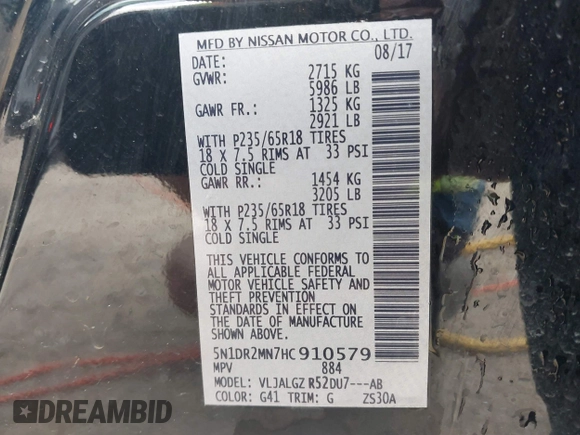 MFD BY NISSAN MOTOR CO., LTD.
DATE: 08/17
GVWR: 2715 KG
5986 LB
GAWR FR.: 1325 KG
2921 LB
WITH P235/65R18 TIRES
18 X 7.5 RIMS AT 33 PSI
COLD SINGLE
GAWR RR.: 1454 KG
3205 LB
WITH P235/65R18 TIRES
18 X 7.5 RIMS AT 33 PSI
COLD SINGLE
THIS VEHICLE CONFORMS TO
ALL APPLICABLE FEDERAL
MOTOR VEHICLE SAFETY AND
THEFT PREVENTION
STANDARDS IN EFFECT ON
THE DATE OF MANUFACTURE
SHOWN ABOVE.
5N1DR2MN7HC910579
MPV 884
MODEL: VLJALGZ R52DU7---AB
COLOR: G41 TRIM: G ZS30A
DREAMBID